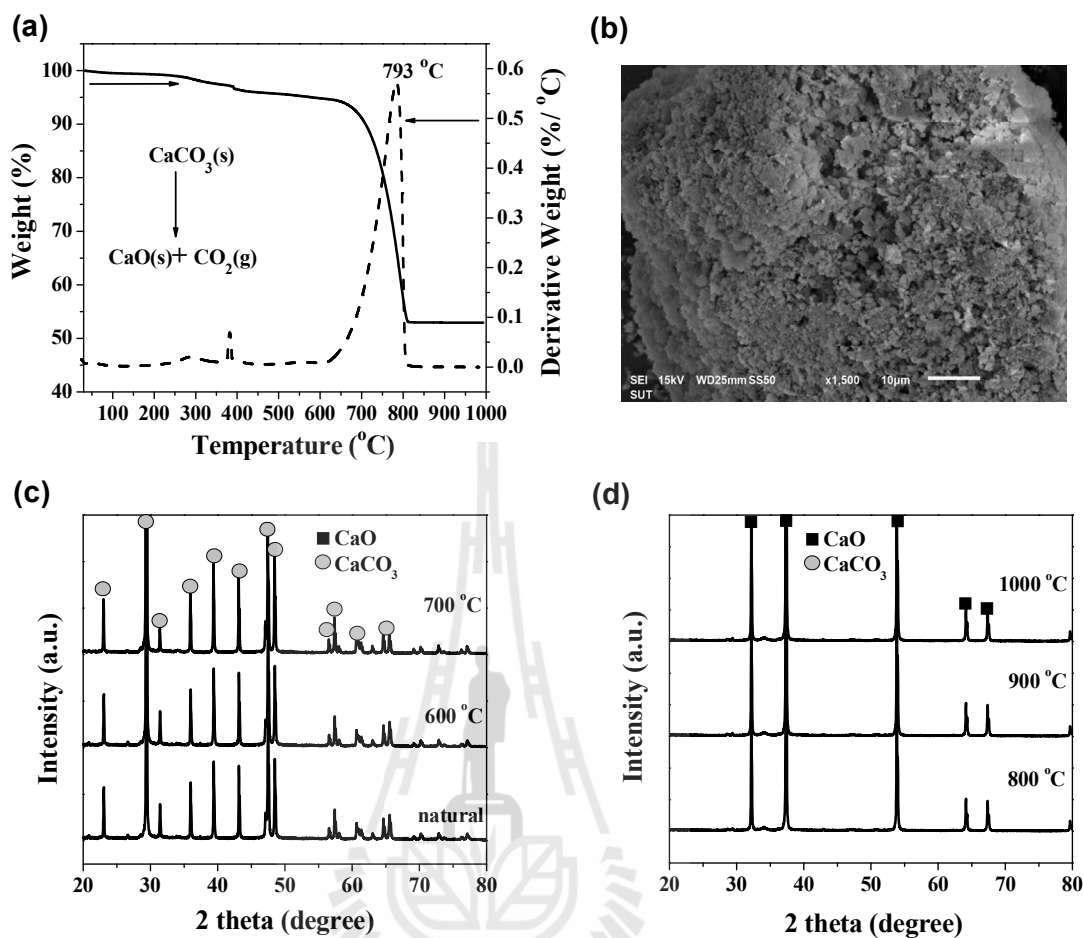 (a)
793 °C
CaCO₃(s)
CaO(s)+ CO₂(g)
Weight (%)
100
90
80
70
60
50
40
Derivative Weight (%/ °C)
0.6
0.5
0.4
0.3
0.2
0.1
0.0
100 200 300 400 500 600 700 800 900 1000
Temperature (°C)
(b)
SEI 15kV WD25mm SS50 x1,500 10µm
SUT
(c)
CaO
CaCO₃
700 °C
600 °C
natural
Intensity (a.u.)
20 30 40 50 60 70 80
2 theta (degree)
(d)
CaO
CaCO₃
1000 °C
900 °C
800 °C
Intensity (a.u.)
20 30 40 50 60 70 80
2 theta (degree)